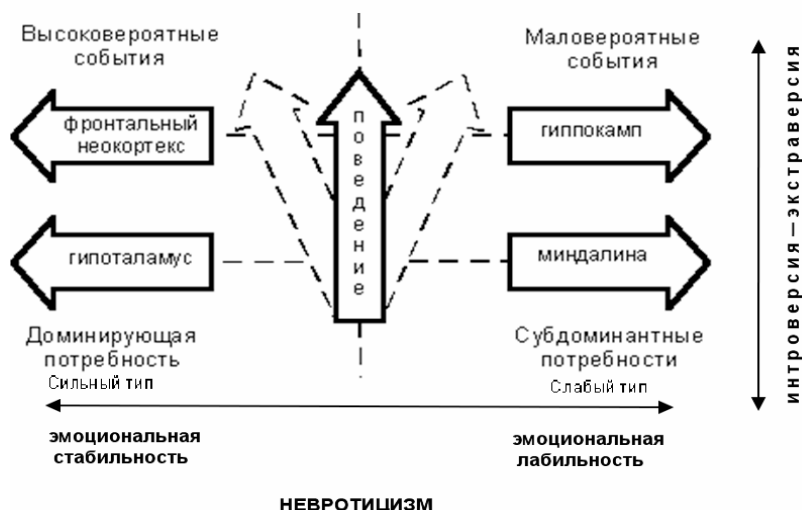 Высоковероятные
события
Маловероятные
события
фронтальный
неокортекс
поведение
гиппокамп
гипоталамус
миндалина
Доминирующая
потребность
Сильный тип
Субдоминантные
потребности
Слабый тип
эмоциональная
стабильность
эмоциональная
лабильность
НЕВРОТИЦИЗМ
интроверсия – экстраверсия